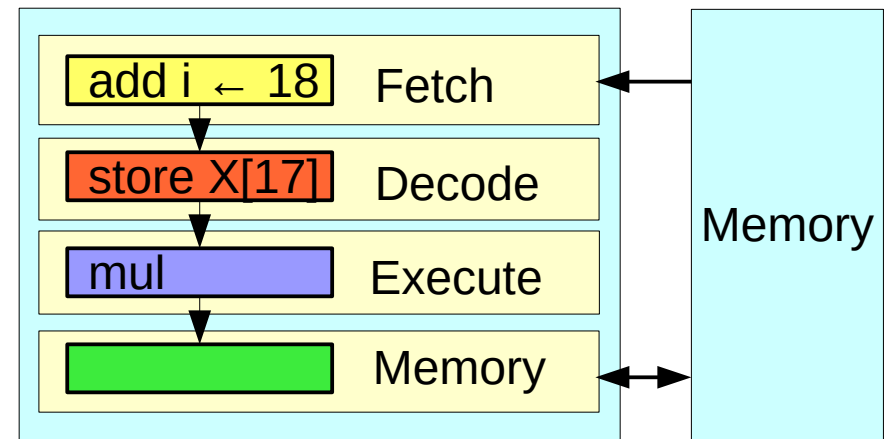 add i ← 18 Fetch
store X[17] Decode
mul Execute
Memory
Memory